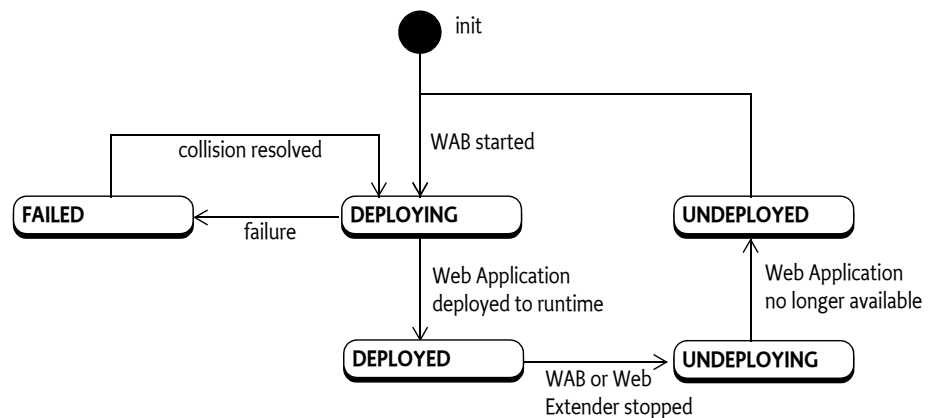 init
WAB started
collision resolved
FAILED
DEPLOYING
UNDEPLOYED
failure
Web Application
deployed to runtime
Web Application
no longer available
DEPLOYED
UNDEPLOYING
WAB or Web
Extender stopped